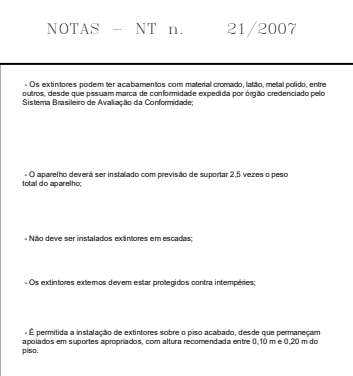 NOTAS – NT n. 21/2007
- Os extintores podem ter acabamentos com material cromado, latão, metal polido, entre
outros, desde que pssuam marca de conformidade expedida por órgão credenciado pelo
Sistema Brasileiro de Avaliação da Conformidade;
- O aparelho deverá ser instalado com previsão de suportar 2,5 vezes o peso
total do aparelho;
- Não deve ser instalados extintores em escadas;
- Os extintores externos devem estar protegidos contra intempéries;
- É permitida a instalação de extintores sobre o piso acabado, desde que permaneçam
apoiados em suportes apropriados, com altura recomendada entre 0,10 m e 0,20 m do
piso.